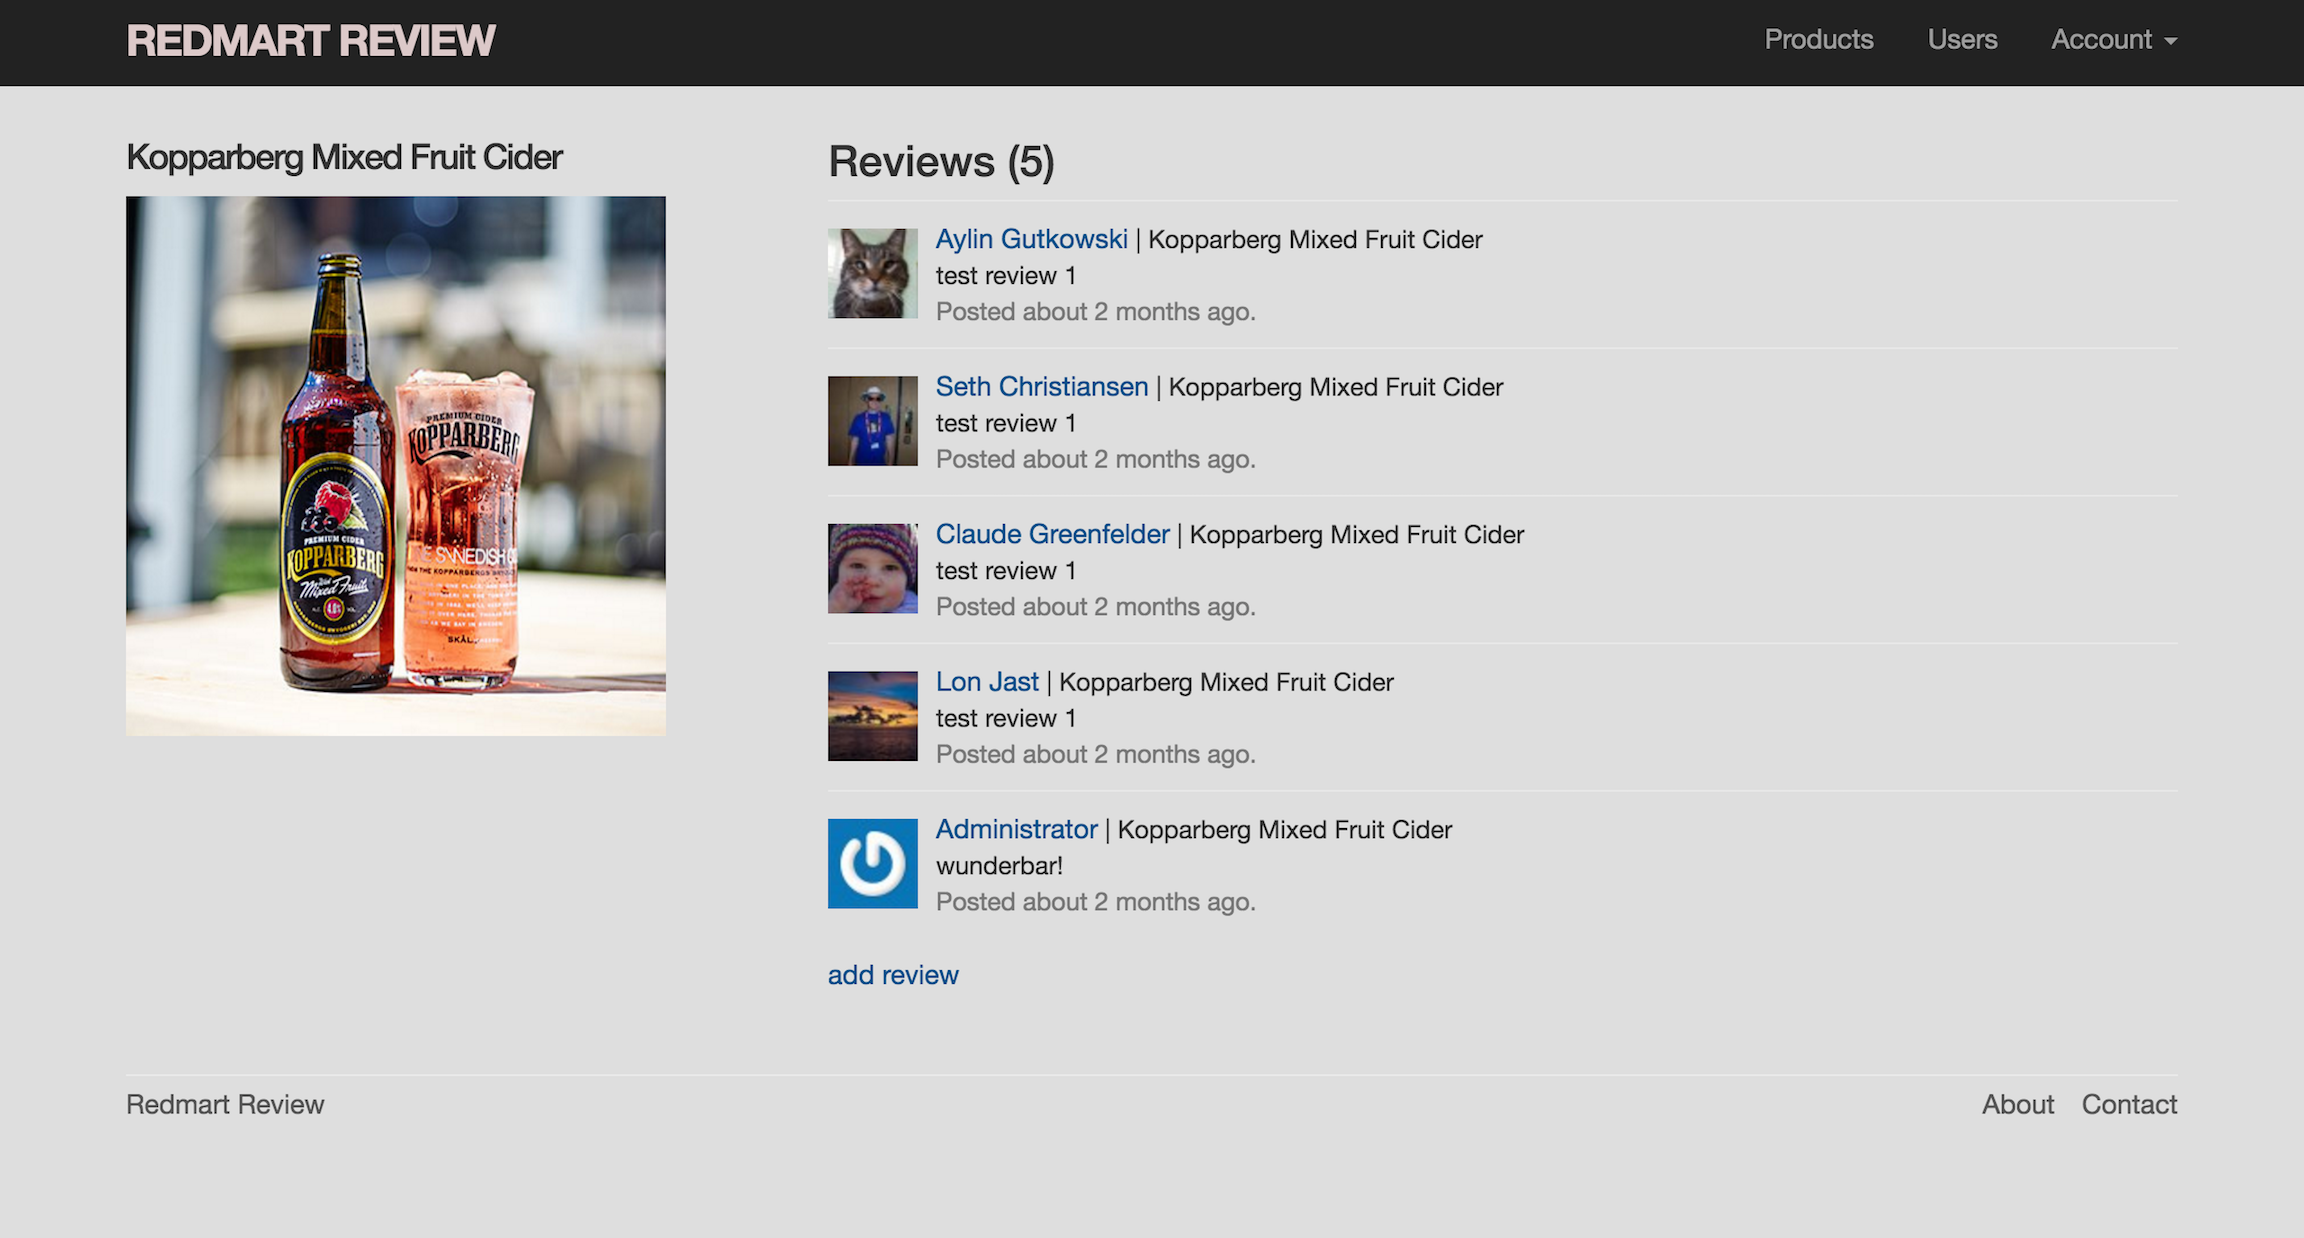 REDMART REVIEW
Products Users Account
Kopparberg Mixed Fruit Cider
PREMIUM CIDER
KOPPARBERG
PREMIUM CIDER
KOPPARBERG
With
Mixed Fruit
4.0%
SWEDISH
SKÅL
Reviews (5)
Aylin Gutkowski | Kopparberg Mixed Fruit Cider
test review 1
Posted about 2 months ago.
Seth Christiansen | Kopparberg Mixed Fruit Cider
test review 1
Posted about 2 months ago.
Claude Greenfelder | Kopparberg Mixed Fruit Cider
test review 1
Posted about 2 months ago.
Lon Jast | Kopparberg Mixed Fruit Cider
test review 1
Posted about 2 months ago.
Administrator | Kopparberg Mixed Fruit Cider
wunderbar!
Posted about 2 months ago.
add review
Redmart Review
About Contact